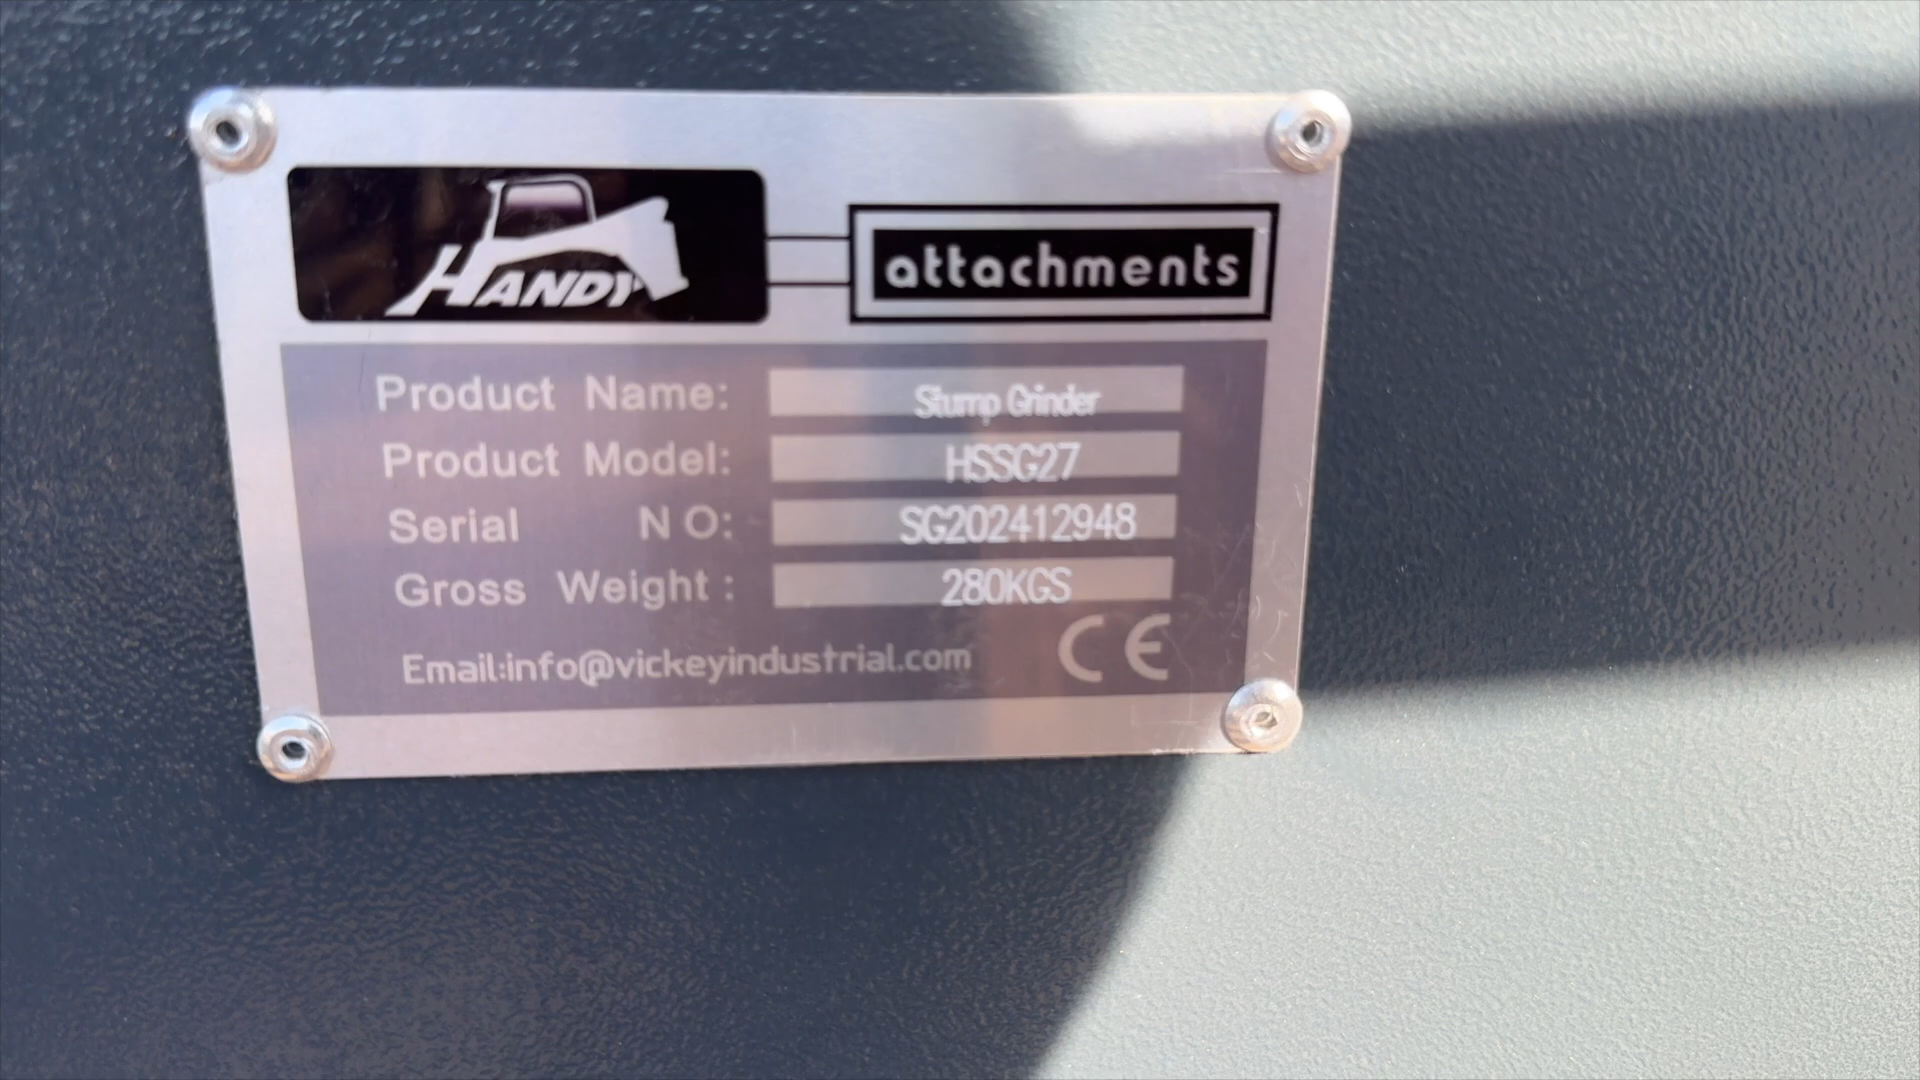 HANDY attachments
Product Name: Stump Grinder
Product Model: HSSG27
Serial NO: SG202412948
Gross Weight: 280KGS
Email:info@vickeyindustrial.com CE